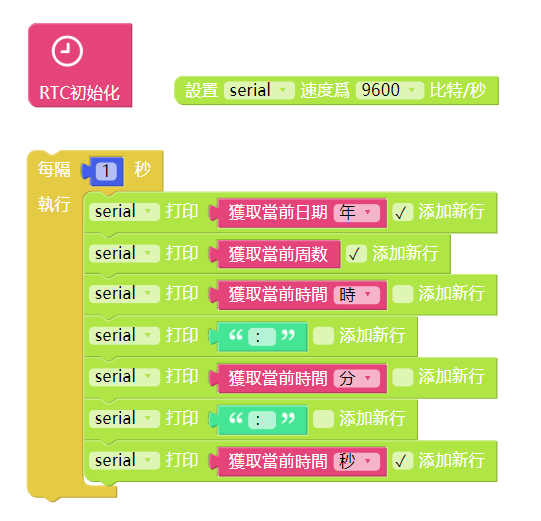 RTC初始化
設置 serial 速度爲 9600 比特/秒
每隔 1 秒
執行
serial 打印 獲取當前日期 年 ✓ 添加新行
serial 打印 獲取當前周数 ✓ 添加新行
serial 打印 獲取當前時間 時 添加新行
serial 打印 “ : ” 添加新行
serial 打印 獲取當前時間 分 添加新行
serial 打印 “ : ” 添加新行
serial 打印 獲取當前時間 秒 ✓ 添加新行